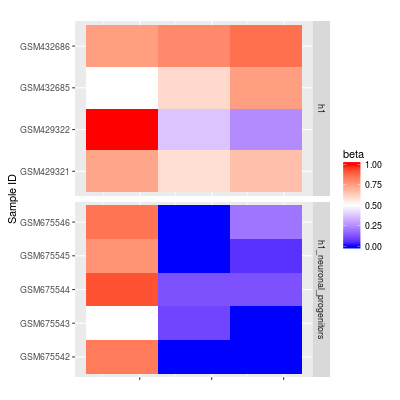 GSM432686
GSM432685
GSM429322
GSM429321
h1
GSM675546
GSM675545
GSM675544
GSM675543
GSM675542
h1_neuronal_progenitors
Sample ID
beta
1.00
0.75
0.50
0.25
0.00